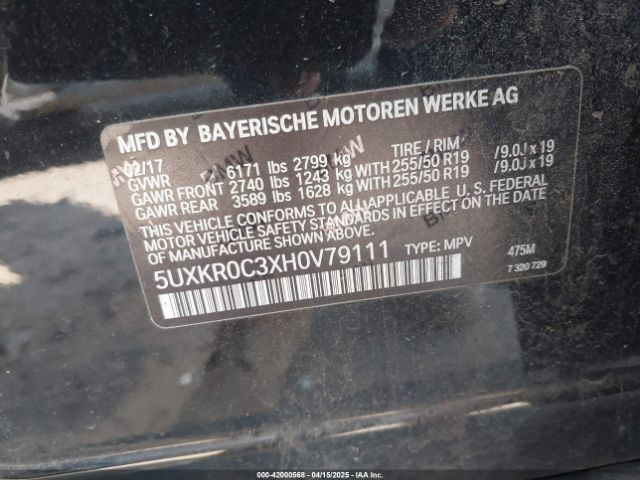 MFD BY BAYERISCHE MOTOREN WERKE AG
02/17 TIRE / RIM
GVWR 6171 lbs 2799 kg
GAWR FRONT 2740 lbs 1243 kg WITH 255/50 R19 /9.0J x 19
GAWR REAR 3589 lbs 1628 kg WITH 255/50 R19 /9.0J x 19
THIS VEHICLE CONFORMS TO ALL APPLICABLE U.S. FEDERAL
MOTOR VEHICLE SAFETY STANDARDS IN EFFECT ON THE DATE
OF MANUFACTURE SHOWN ABOVE.
5UXKR0C3XH0V79111 TYPE: MPV 475M
7 320 729
000-42000568 - 04/15/2025 - IAAI Inc.